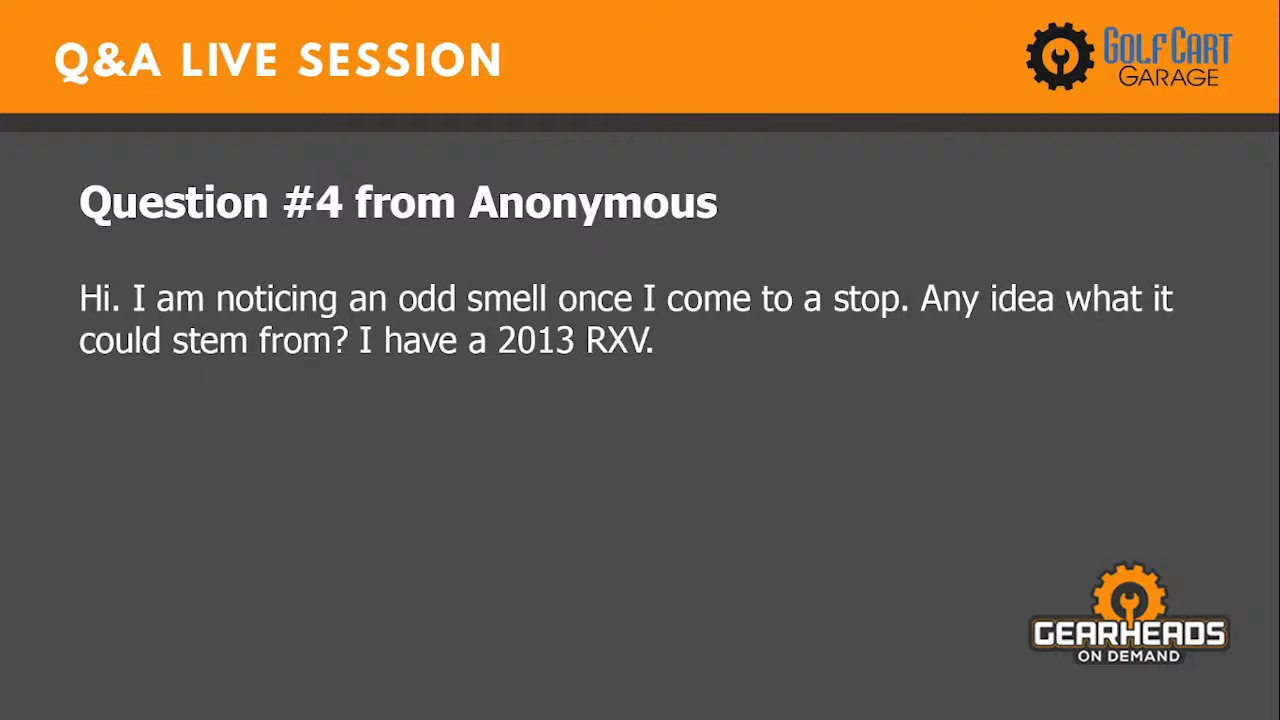 Q&A LIVE SESSION
GOLF CART
GARAGE
Question #4 from Anonymous
Hi. I am noticing an odd smell once I come to a stop. Any idea what it
could stem from? I have a 2013 RXV.
GEARHEADS
ON DEMAND